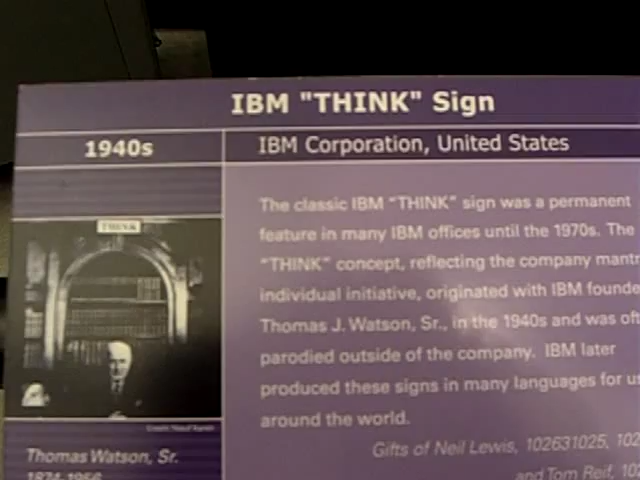 IBM "THINK" Sign
1940s
IBM Corporation, United States
The classic IBM "THINK" sign was a permanent
feature in many IBM offices until the 1970s. The
"THINK" concept, reflecting the company mantr
individual initiative, originated with IBM founde
Thomas J. Watson, Sr., in the 1940s and was oft
parodied outside of the company. IBM later
produced these signs in many languages for us
around the world.
Gifts of Neil Lewis, 102631025, 102
and Tom Reif, 102
THINK
Thomas Watson, Sr.
1874-1956